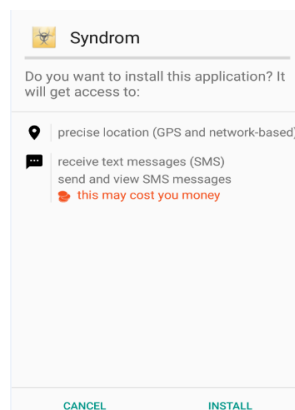 Syndrom
Do you want to install this application? It
will get access to:
precise location (GPS and network-based)
receive text messages (SMS)
send and view SMS messages
this may cost you money
CANCEL INSTALL